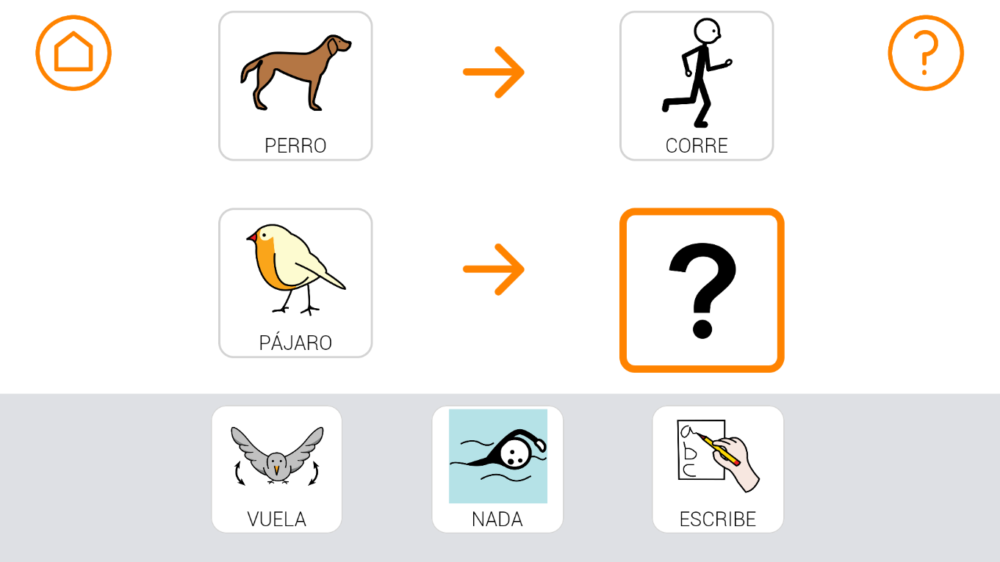 PERRO
CORRE
PÁJARO
?
VUELA
NADA
a
b
c
ESCRIBE